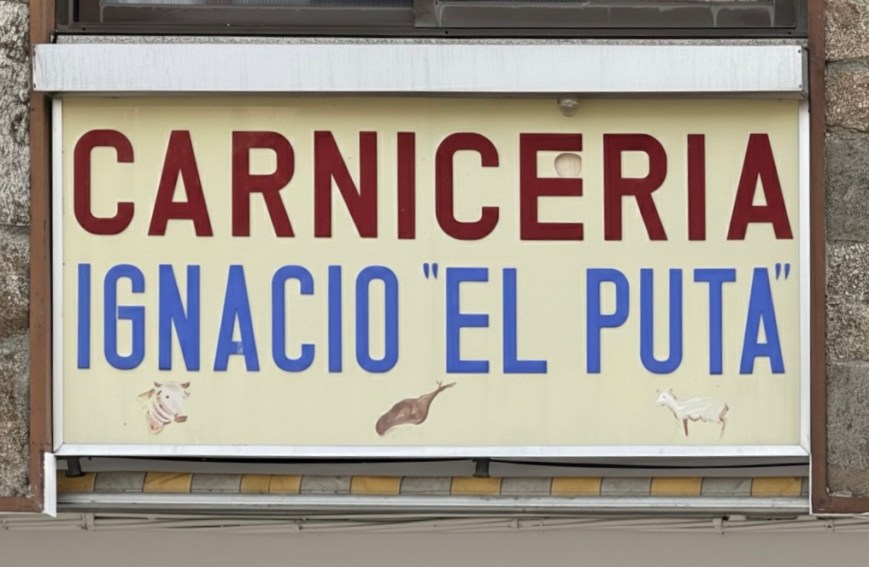 CARNICERIA
IGNACIO "EL PUTA"